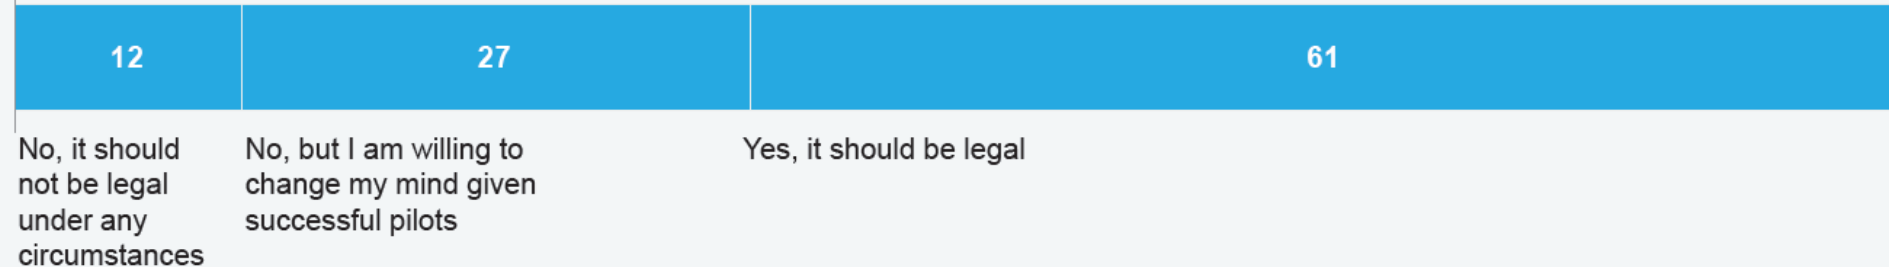 12
27
61
No, it should
not be legal
under any
circumstances
No, but I am willing to
change my mind given
successful pilots
Yes, it should be legal